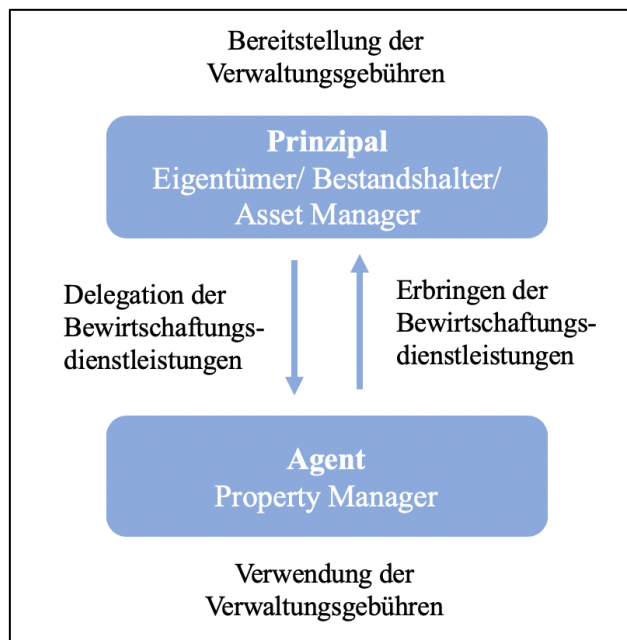 Bereitstellung der
Verwaltungsgebühren
Prinzipal
Eigentümer/ Bestandshalter/
Asset Manager
Delegation der
Bewirtschaftungs-
dienstleistungen
Erbringen der
Bewirtschaftungs-
dienstleistungen
Agent
Property Manager
Verwendung der
Verwaltungsgebühren